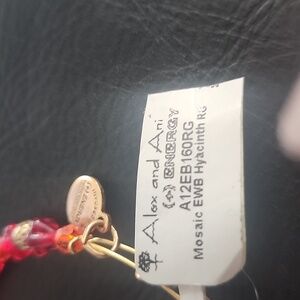 Alex and Ani
(+) ENERGY
A12EB160RG
Mosaic EWB Hyacinth RG